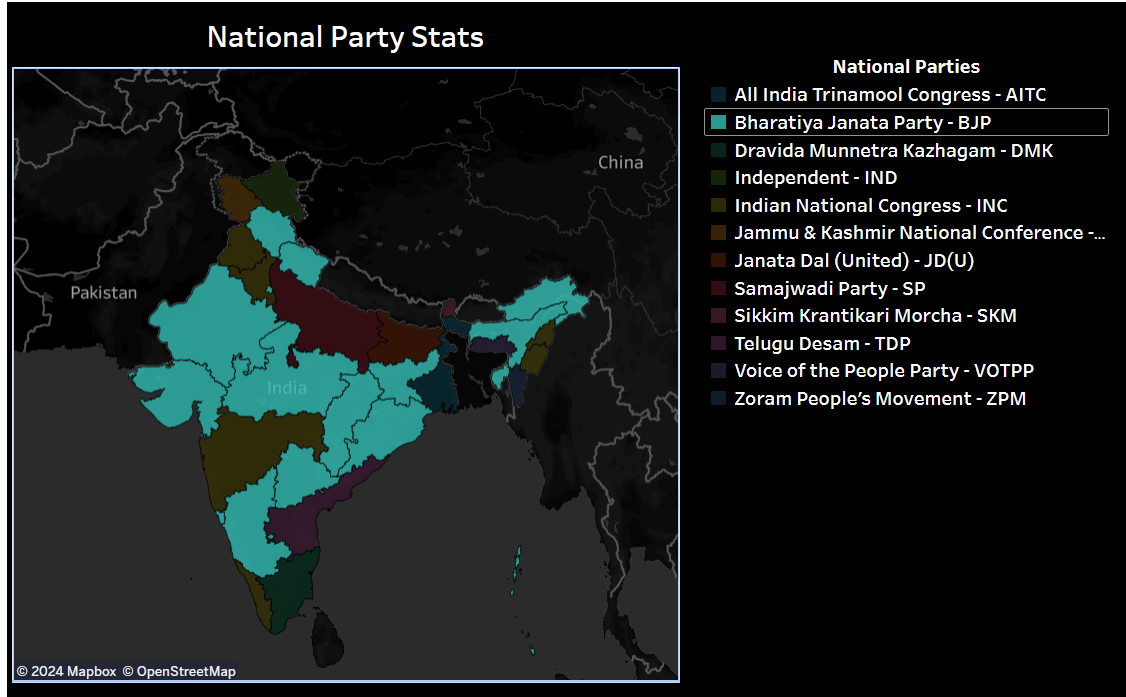 National Party Stats
National Parties
All India Trinamool Congress - AITC
Bharatiya Janata Party - BJP
Dravida Munnetra Kazhagam - DMK
Independent - IND
Indian National Congress - INC
Jammu & Kashmir National Conference -...
Janata Dal (United) - JD(U)
Samajwadi Party - SP
Sikkim Krantikari Morcha - SKM
Telugu Desam - TDP
Voice of the People Party - VOTPP
Zoram People’s Movement - ZPM
China
Pakistan
India
© 2024 Mapbox © OpenStreetMap